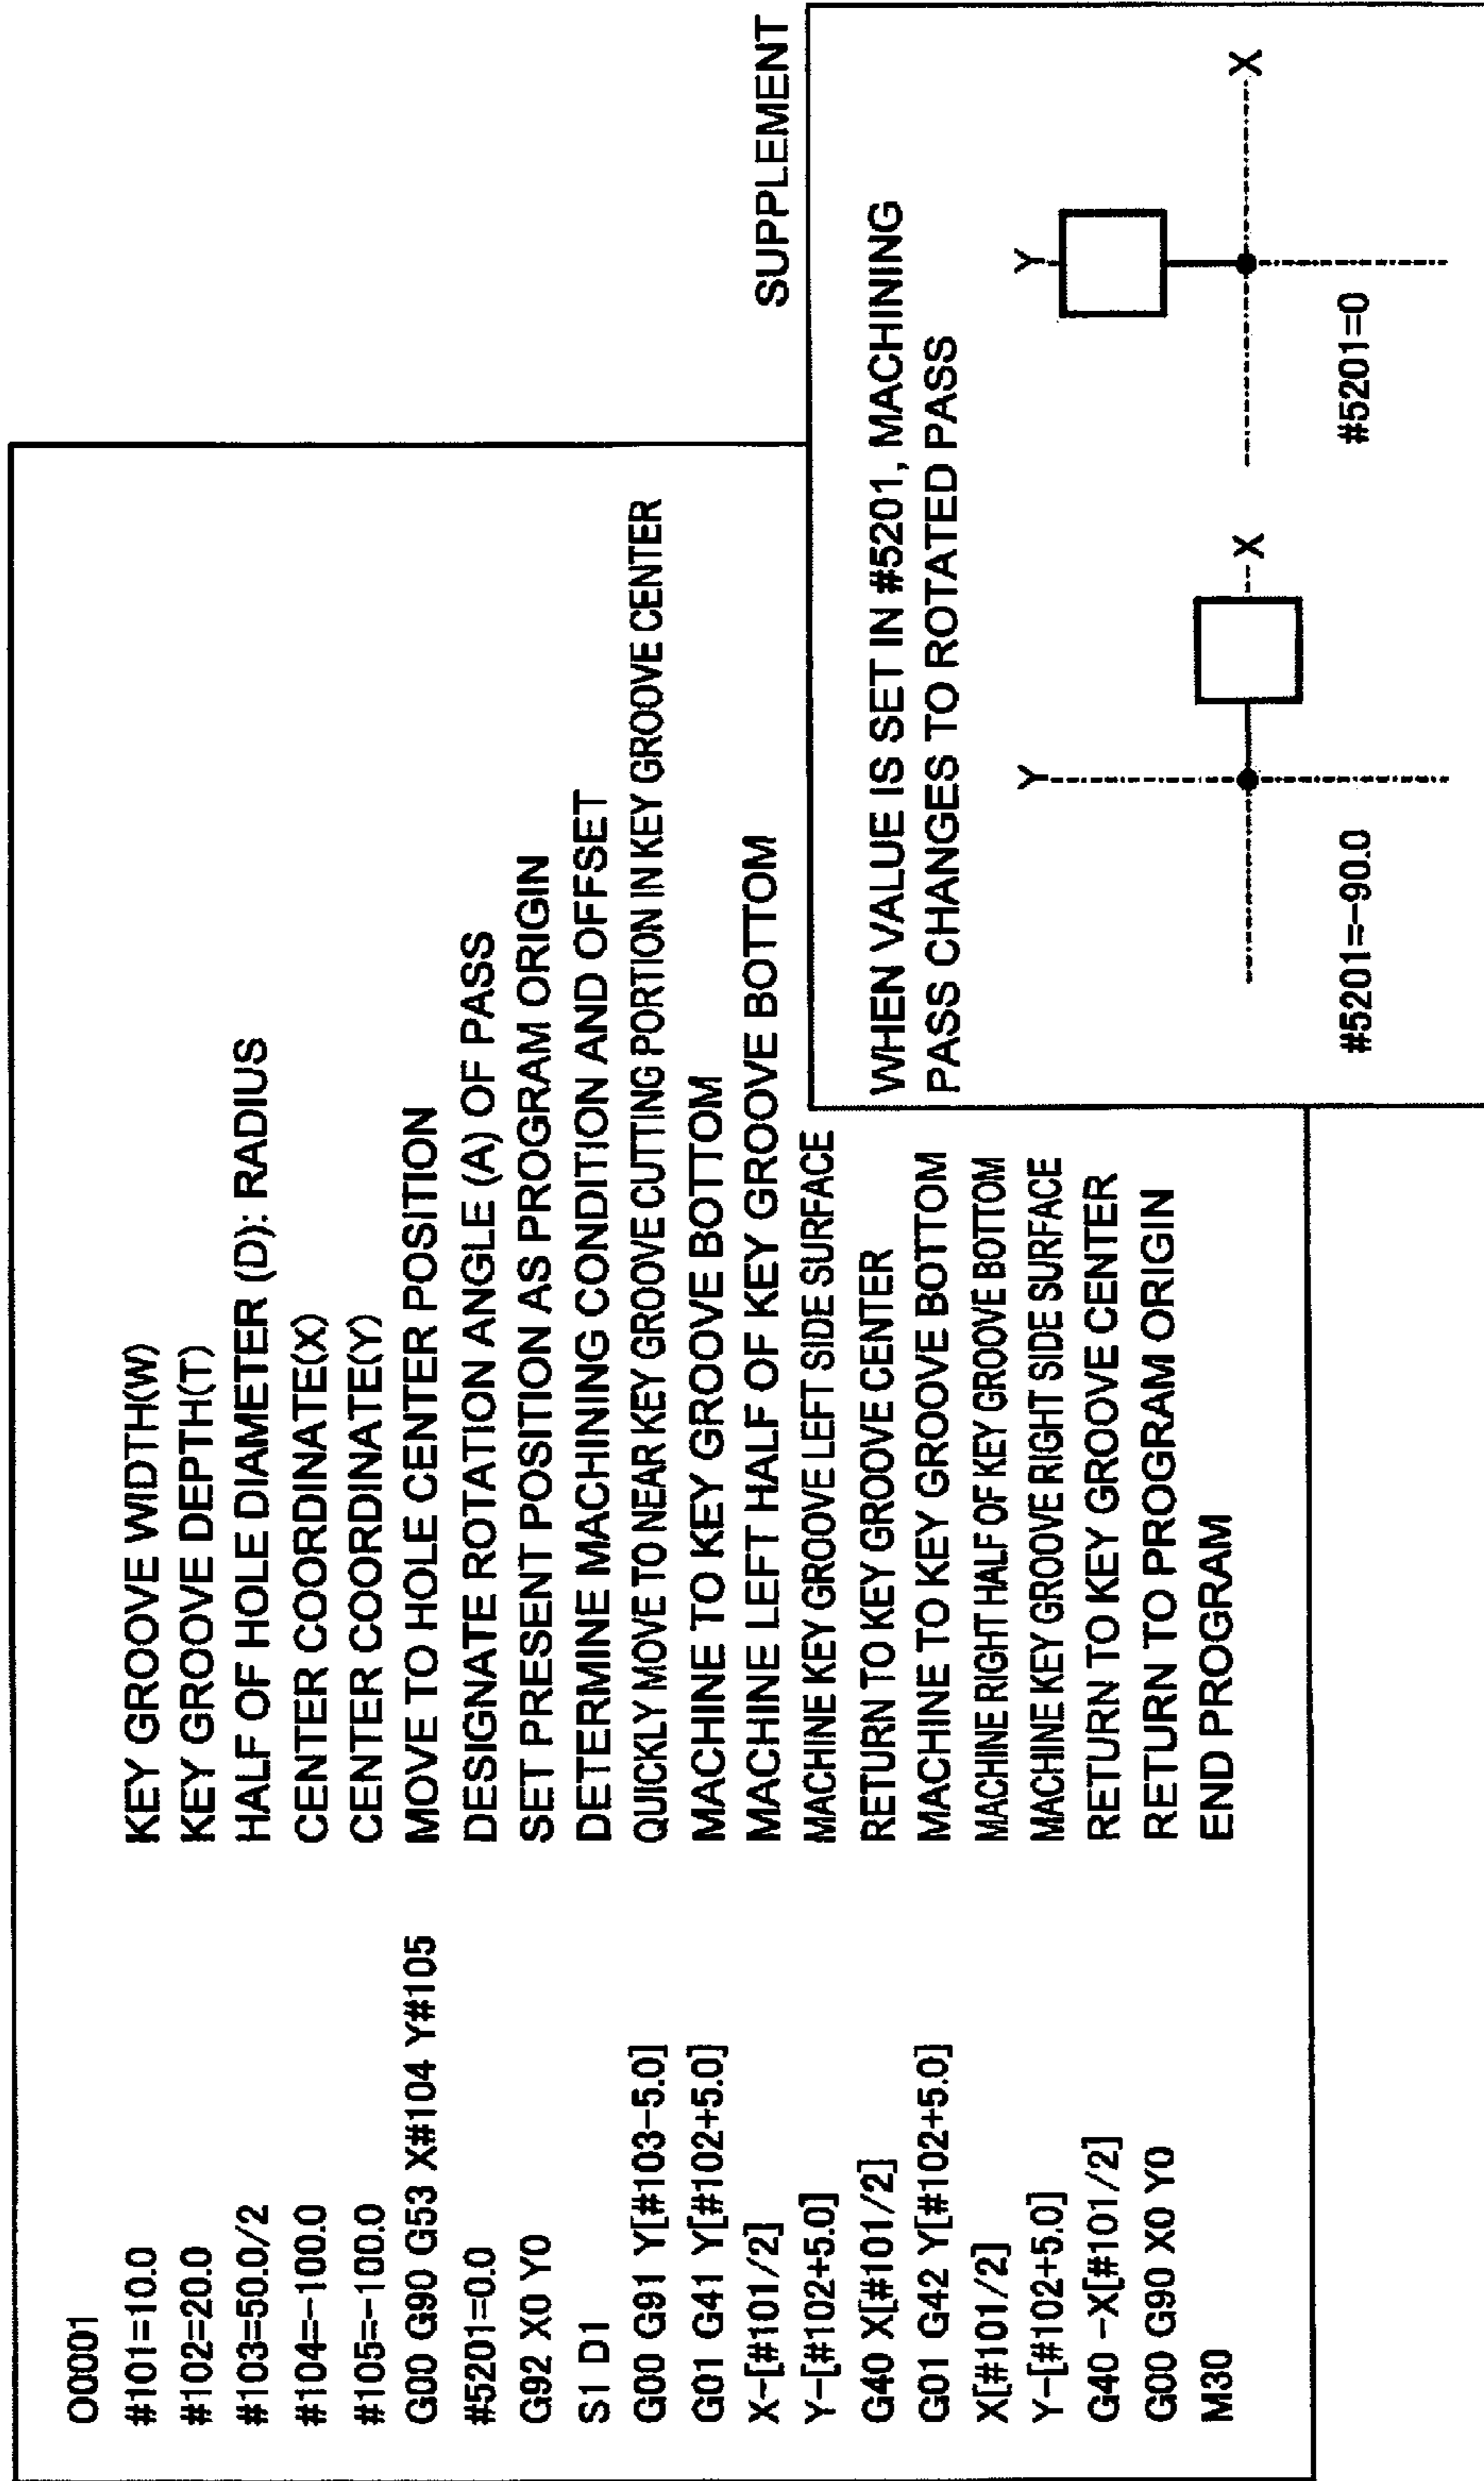 O0001
#101=10.0 KEY GROOVE WIDTH(W)
#102=20.0 KEY GROOVE DEPTH(T)
#103=50.0/2 HALF OF HOLE DIAMETER (D): RADIUS
#104=-100.0 CENTER COORDINATE(X)
#105=-100.0 CENTER COORDINATE(Y)
G00 G90 G53 X#104 Y#105 MOVE TO HOLE CENTER POSITION
#5201=0.0 DESIGNATE ROTATION ANGLE (A) OF PASS
G92 X0 Y0 SET PRESENT POSITION AS PROGRAM ORIGIN
S1 D1 DETERMINE MACHINING CONDITION AND OFFSET
G00 G91 Y[#103-5.0] QUICKLY MOVE TO NEAR KEY GROOVE CUTTING PORTION IN KEY GROOVE CENTER
G01 G41 Y[#102+5.0] MACHINE TO KEY GROOVE BOTTOM
X-[#101/2] MACHINE LEFT HALF OF KEY GROOVE BOTTOM
Y-[#102+5.0] MACHINE KEY GROOVE LEFT SIDE SURFACE
G40 X[#101/2] RETURN TO KEY GROOVE CENTER
G01 G42 Y[#102+5.0] MACHINE TO KEY GROOVE BOTTOM
X[#101/2] MACHINE RIGHT HALF OF KEY GROOVE BOTTOM
Y-[#102+5.0] MACHINE KEY GROOVE RIGHT SIDE SURFACE
G40 -X[#101/2] RETURN TO KEY GROOVE CENTER
G00 G90 X0 Y0 RETURN TO PROGRAM ORIGIN
M30 END PROGRAM
SUPPLEMENT
WHEN VALUE IS SET IN #5201, MACHINING
PASS CHANGES TO ROTATED PASS
Y
X
#5201=-90.0
Y
X
#5201=0